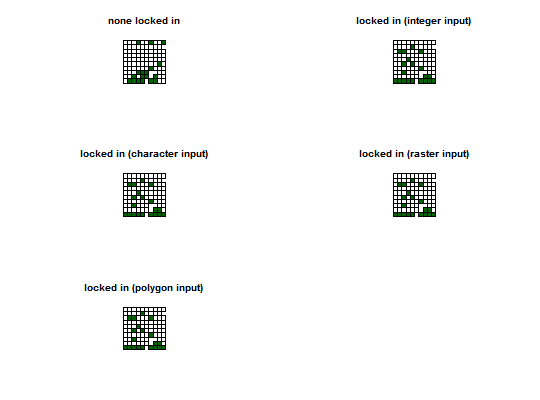 none locked in
locked in (integer input)
locked in (character input)
locked in (raster input)
locked in (polygon input)